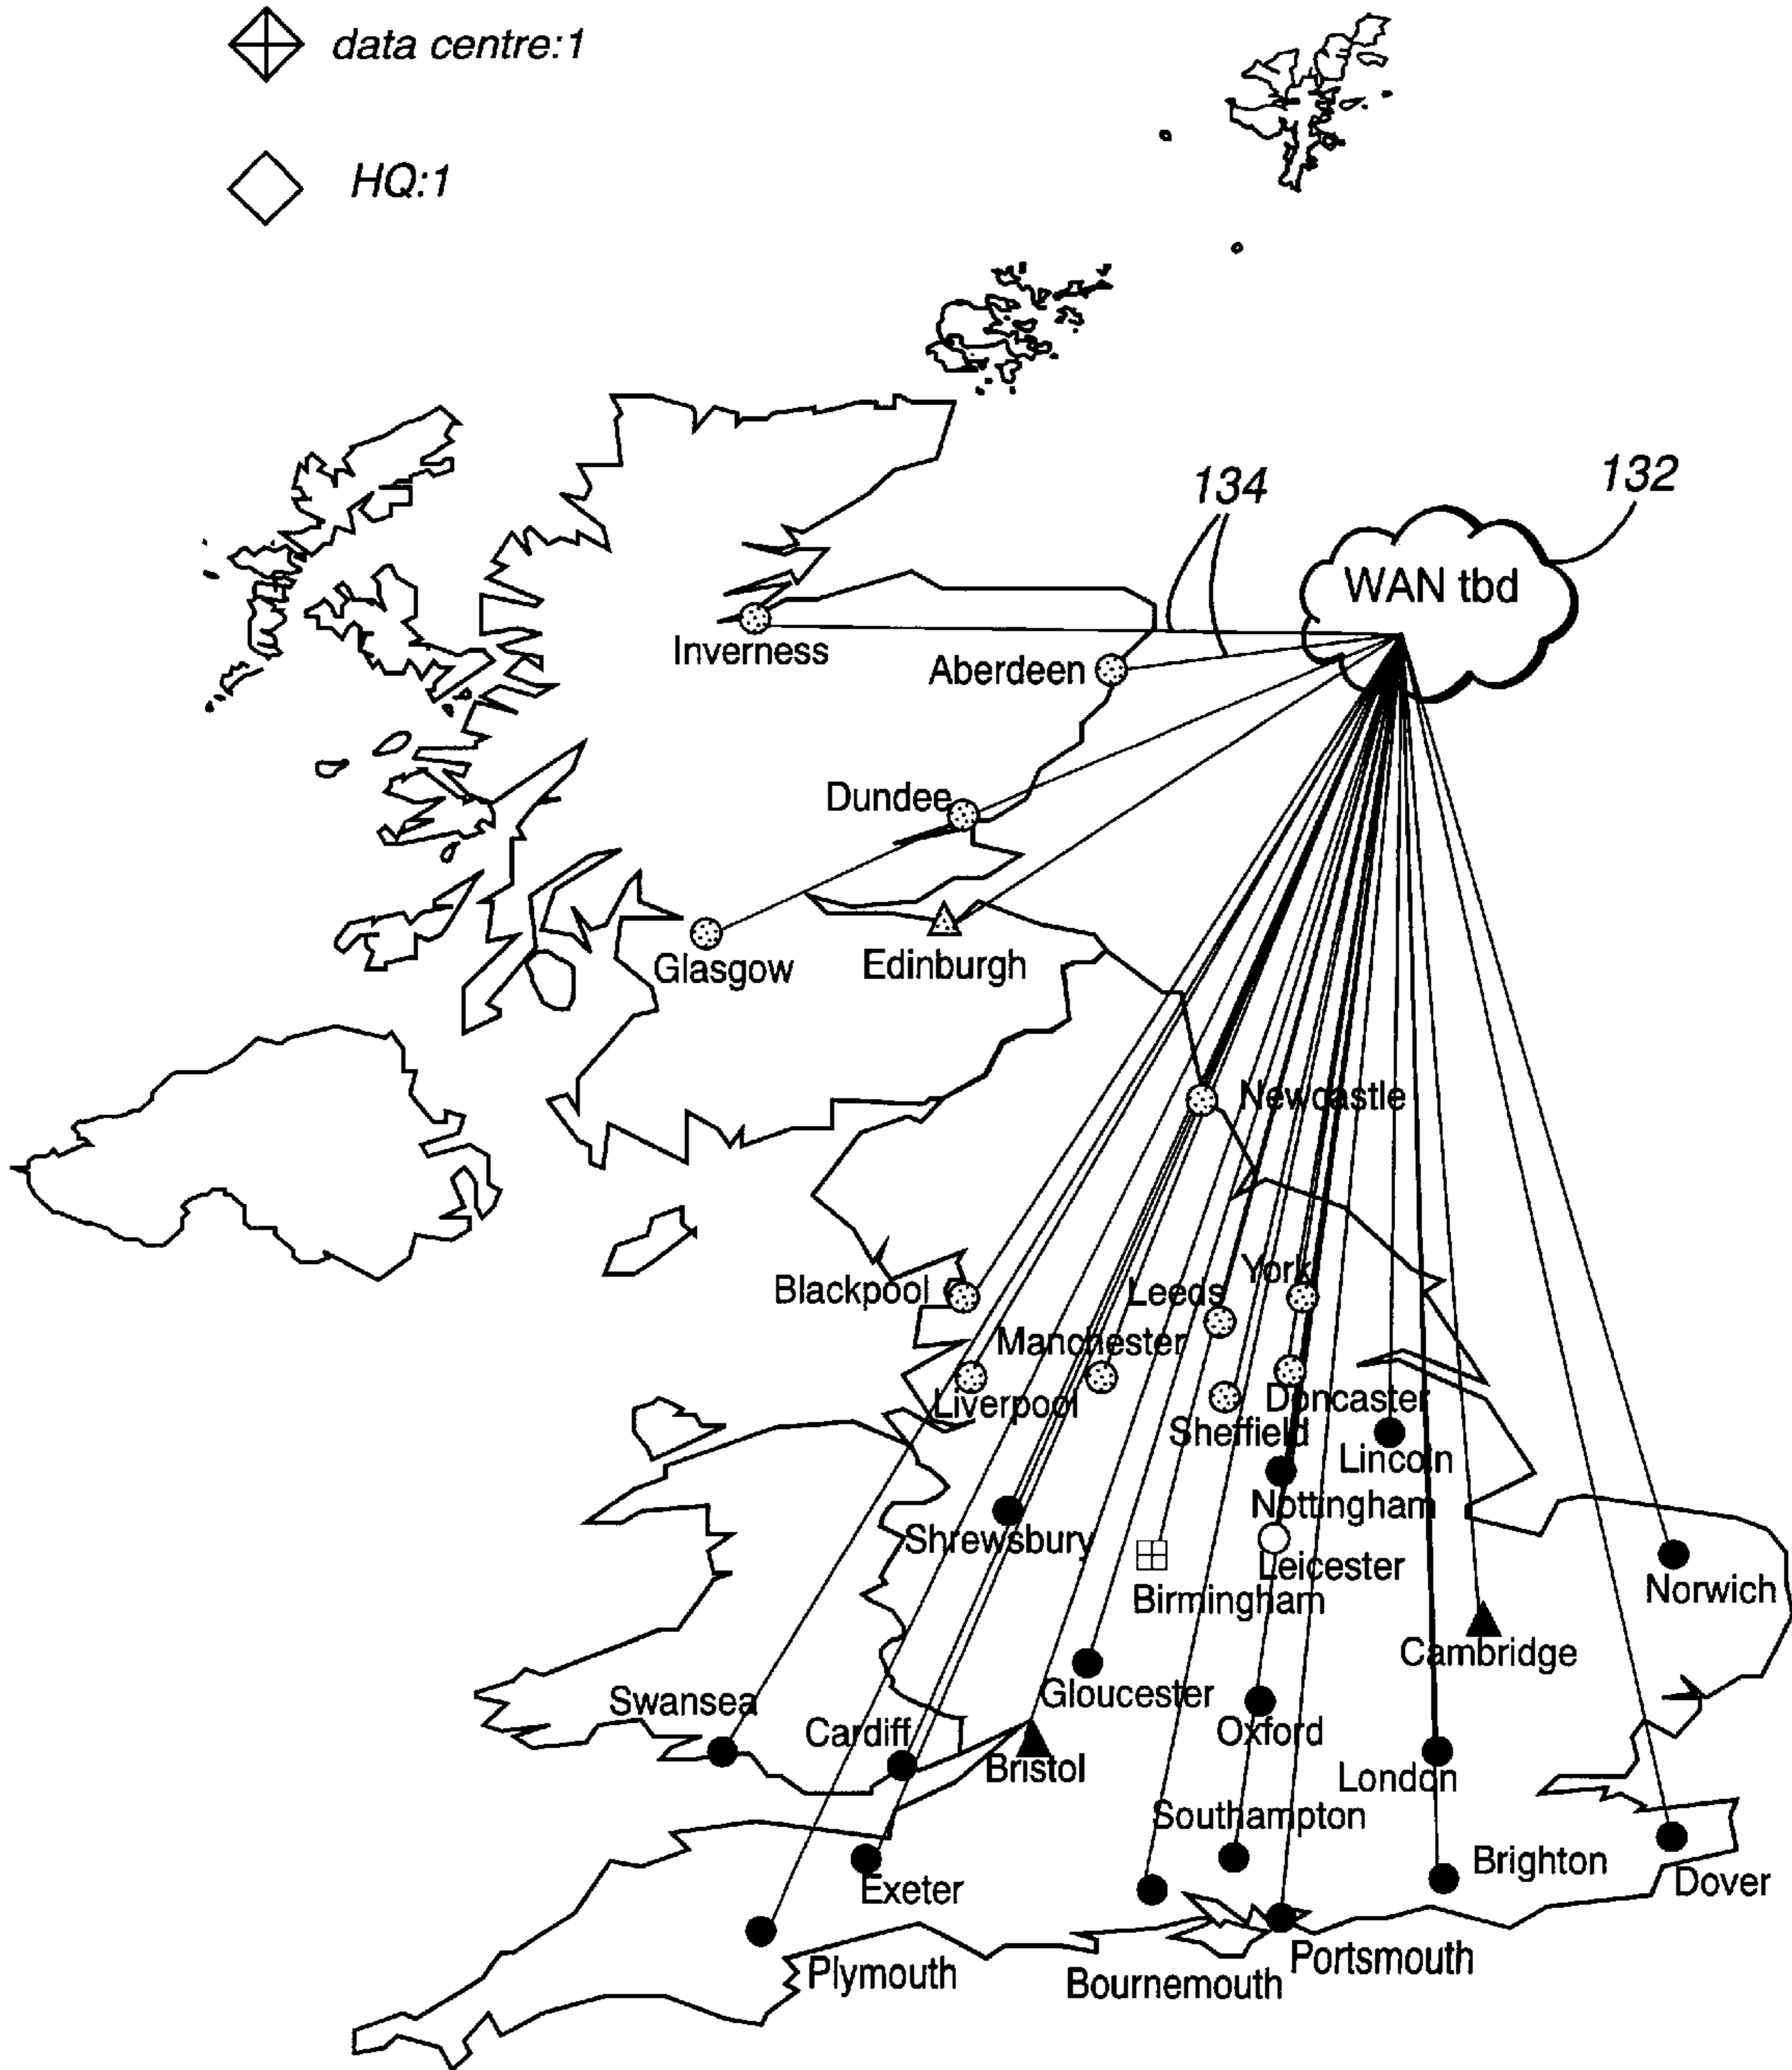 data centre:1
HQ:1
134
132
WAN tbd
Inverness
Aberdeen
Dundee
Glasgow
Edinburgh
Newcastle
York
Blackpool
Leeds
Manchester
Liverpool
Doncaster
Sheffield
Lincoln
Nottingham
Shrewsbury
Leicester
Birmingham
Norwich
Cambridge
Swansea
Gloucester
Cardiff
Oxford
Bristol
London
Southampton
Brighton
Exeter
Dover
Plymouth
Portsmouth
Bournemouth